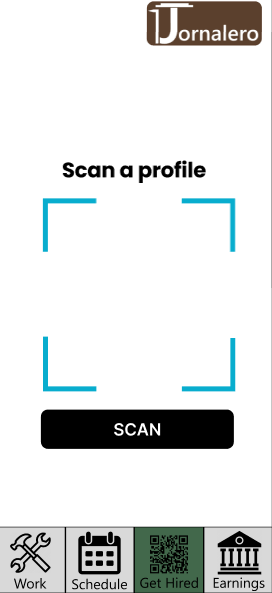 Jornalero
Scan a profile
SCAN
Work
Schedule
Get Hired
Earnings